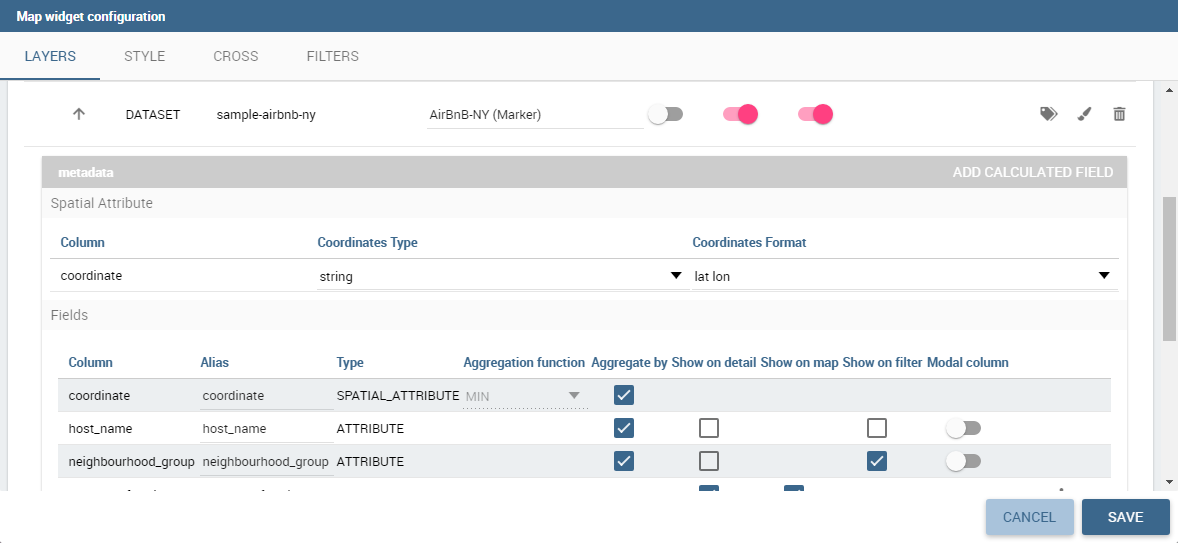 Map widget configuration
LAYERS STYLE CROSS FILTERS
DATASET sample-airbnb-ny AirBnB-NY (Marker)
metadata ADD CALCULATED FIELD
Spatial Attribute
Column Coordinates Type Coordinates Format
coordinate string lat lon
Fields
Column Alias Type Aggregation function Aggregate by Show on detail Show on map Show on filter Modal column
coordinate coordinate SPATIAL_ATTRIBUTE MIN
host_name host_name ATTRIBUTE
neighbourhood_group neighbourhood_group ATTRIBUTE
CANCEL SAVE